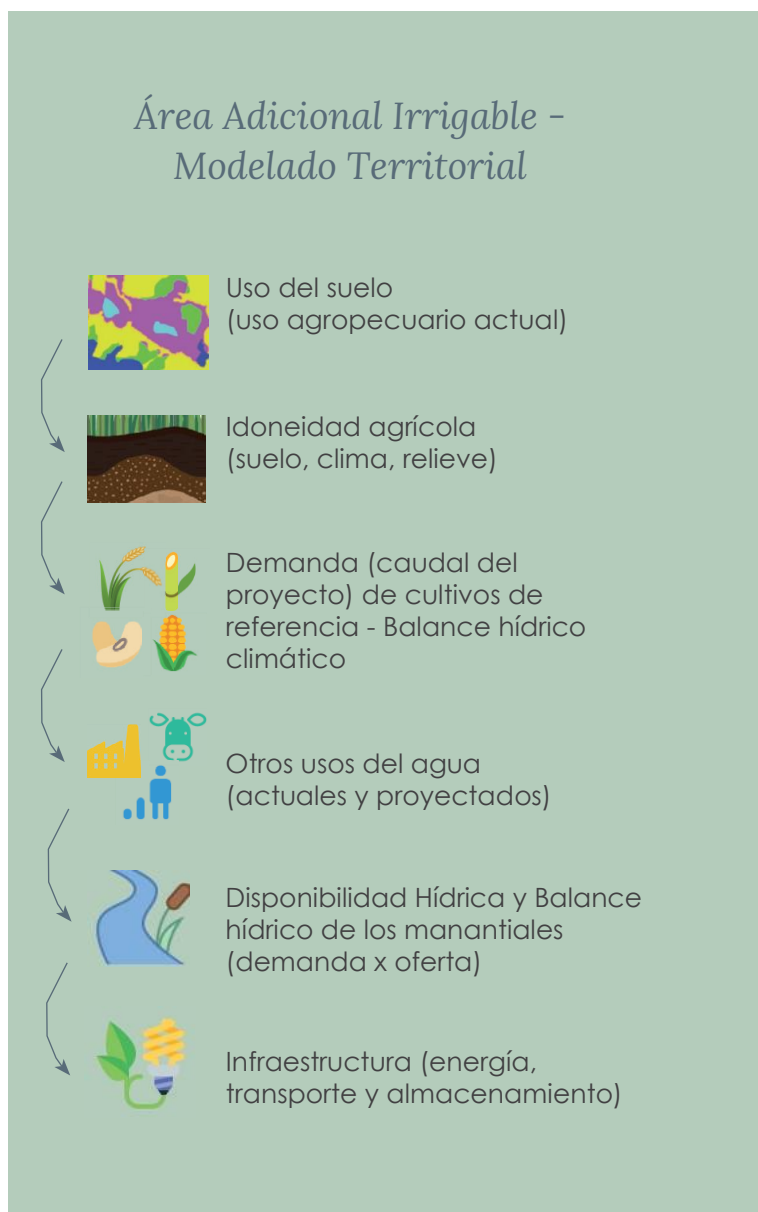 Área Adicional Irrigable -
Modelado Territorial
Uso del suelo
(uso agropecuario actual)
Idoneidad agrícola
(suelo, clima, relieve)
Demanda (caudal del
proyecto) de cultivos de
referencia - Balance hídrico
climático
Otros usos del agua
(actuales y proyectados)
Disponibilidad Hídrica y Balance
hídrico de los manantiales
(demanda x oferta)
Infraestructura (energía,
transporte y almacenamiento)